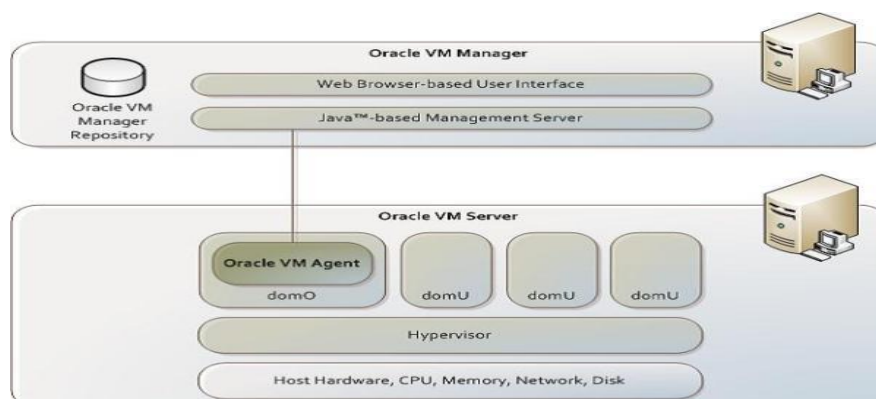 Oracle VM Manager
Web Browser-based User Interface
Oracle VM
Manager
Repository
Java™-based Management Server
Oracle VM Server
Oracle VM Agent
dom0
domU
domU
domU
Hypervisor
Host Hardware, CPU, Memory, Network, Disk